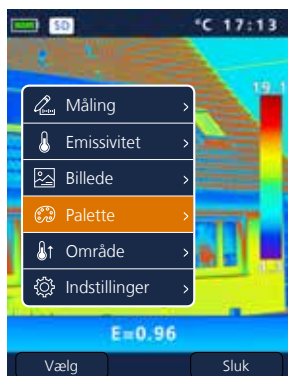 SD °C 17:13
19.1
Måling
Emissivitet
Billede
Palette
Område
Indstillinger
E=0.96
Vælg Sluk